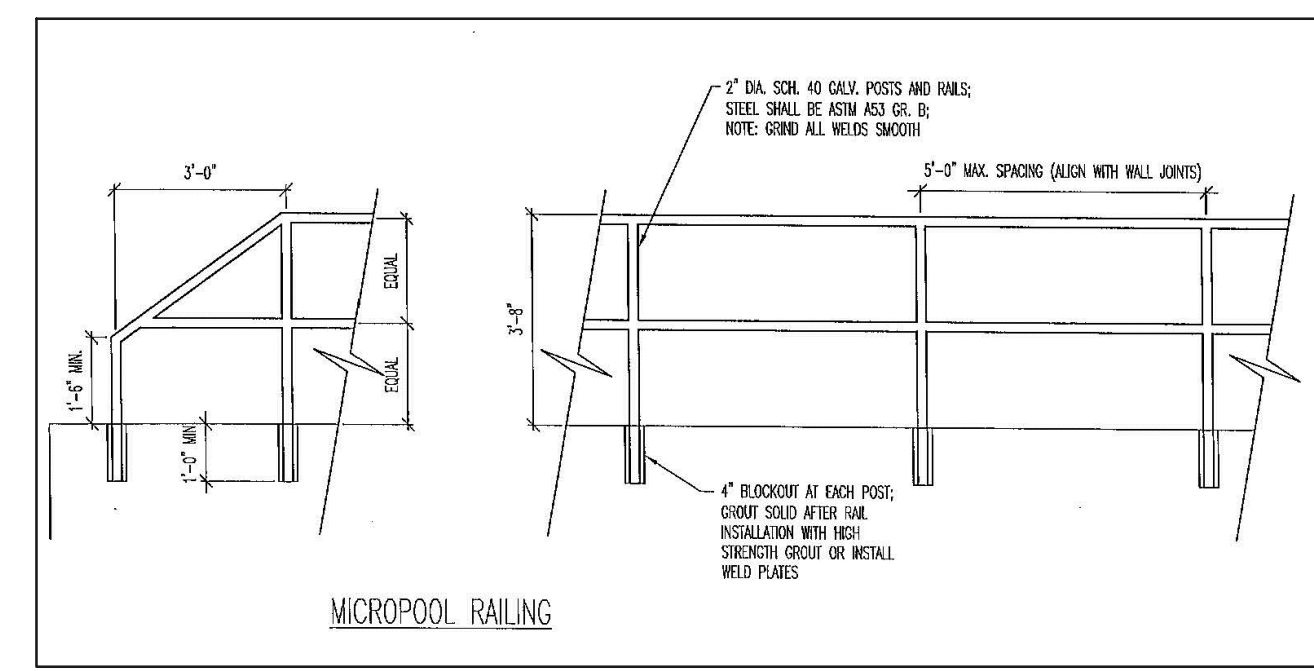 2" DIA. SCH. 40 GALV. POSTS AND RAILS;
STEEL SHALL BE ASTM A53 GR. B;
NOTE: GRIND ALL WELDS SMOOTH
3'-0"
5'-0" MAX. SPACING (ALIGN WITH WALL JOINTS)
EQUAL
3'-8"
1'-6" MIN.
EQUAL
1'-0" MIN
4" BLOCKOUT AT EACH POST;
GROUT SOLID AFTER RAIL
INSTALLATION WITH HIGH
STRENGTH GROUT OR INSTALL
WELD PLATES
MICROPOOL RAILING